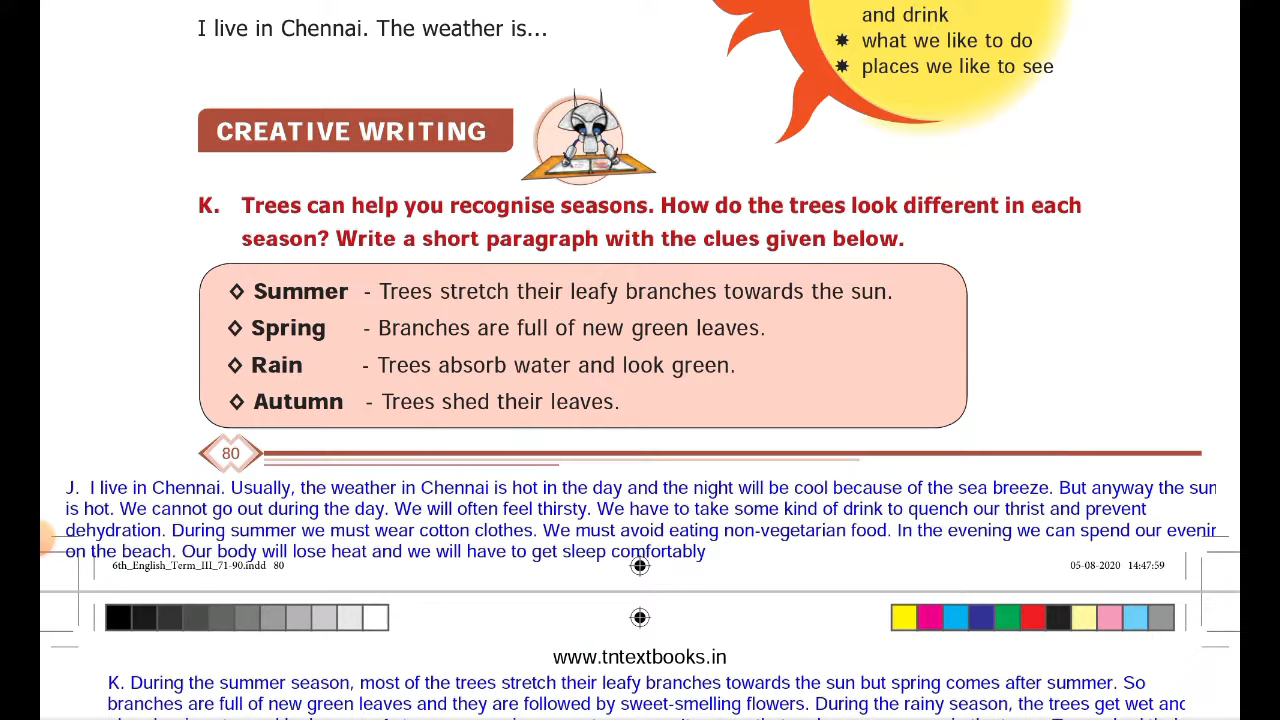 and drink
I live in Chennai. The weather is...
✷ what we like to do
✷ places we like to see
CREATIVE WRITING
K. Trees can help you recognise seasons. How do the trees look different in each
season? Write a short paragraph with the clues given below.
◊ Summer - Trees stretch their leafy branches towards the sun.
◊ Spring - Branches are full of new green leaves.
◊ Rain - Trees absorb water and look green.
◊ Autumn - Trees shed their leaves.
80
J. I live in Chennai. Usually, the weather in Chennai is hot in the day and the night will be cool because of the sea breeze. But anyway the sun
is hot. We cannot go out during the day. We will often feel thirsty. We have to take some kind of drink to quench our thrist and prevent
dehydration. During summer we must wear cotton clothes. We must avoid eating non-vegetarian food. In the evening we can spend our evenin
on the beach. Our body will lose heat and we will have to get sleep comfortably
6th_English_Term_III_71-90.indd 80
05-08-2020 14:47:59
www.tntextbooks.in
K. During the summer season, most of the trees stretch their leafy branches towards the sun but spring comes after summer. So
branches are full of new green leaves and they are followed by sweet-smelling flowers. During the rainy season, the trees get wet and